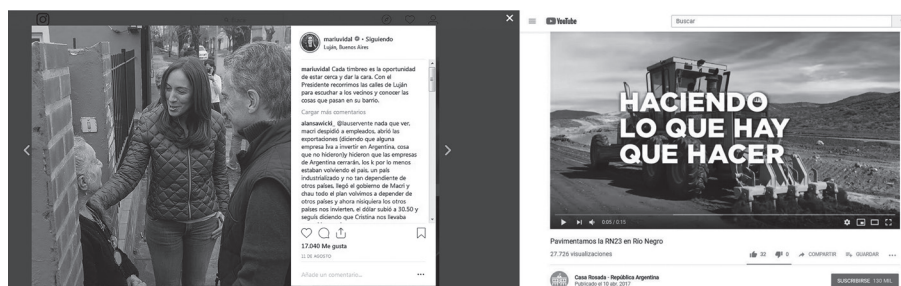 mariuvidal • Siguiendo
Luján, Buenos Aires
mariuvidal Cada timbreo es la oportunidad
de estar cerca y dar la cara. Con el
Presidente recorrimos las calles de Luján
para escuchar a los vecinos y conocer las
cosas que pasan en su barrio.
Cargar más comentarios
alansawicki_ @lauservente nada que ver,
macri despidió a empleados, abrió las
exportaciones (diciendo que alguna
empresa Iva a invertir en Argentina, cosa
que no hideron)y hideron que las empresas
de Argentina cerrarán, los k por lo menos
estaban volviendo el país, un país
industrializado y no tan dependiente de
otros países, llegó el gobierno de Macri y
chau todo el plan volvimos a depender de
otros países y ahora nisiquiera los otros
países nos invierten, el dólar subió a 30.50 y
seguís diciendo que Cristina nos llevaba
17.040 Me gusta
11 DE AGOSTO
Añade un comentario...
YouTube
Buscar
HACIENDO
LO QUE HAY
QUE HACER
0:05 / 0:15
Pavimentamos la RN23 en Río Negro
27.726 visualizaciones
32
0
COMPARTIR
GUARDAR
Casa Rosada - República Argentina
Publicado el 10 abr. 2017
SUSCRIBIRSE 130 MIL